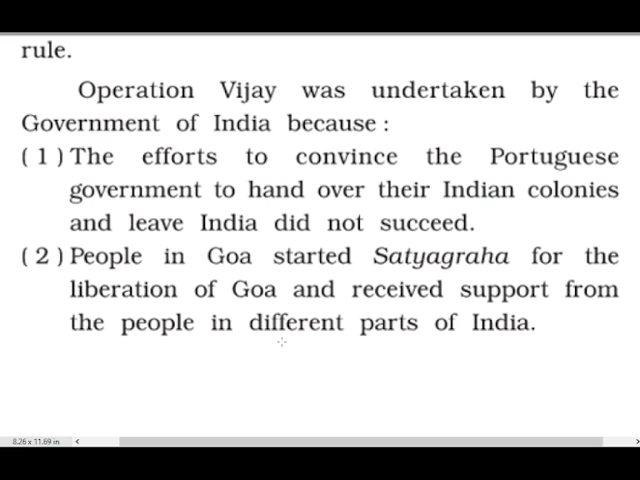 rule.
Operation Vijay was undertaken by the
Government of India because :
( 1 ) The efforts to convince the Portuguese
government to hand over their Indian colonies
and leave India did not succeed.
( 2 ) People in Goa started Satyagraha for the
liberation of Goa and received support from
the people in different parts of India.
8.26 x 11.69 in